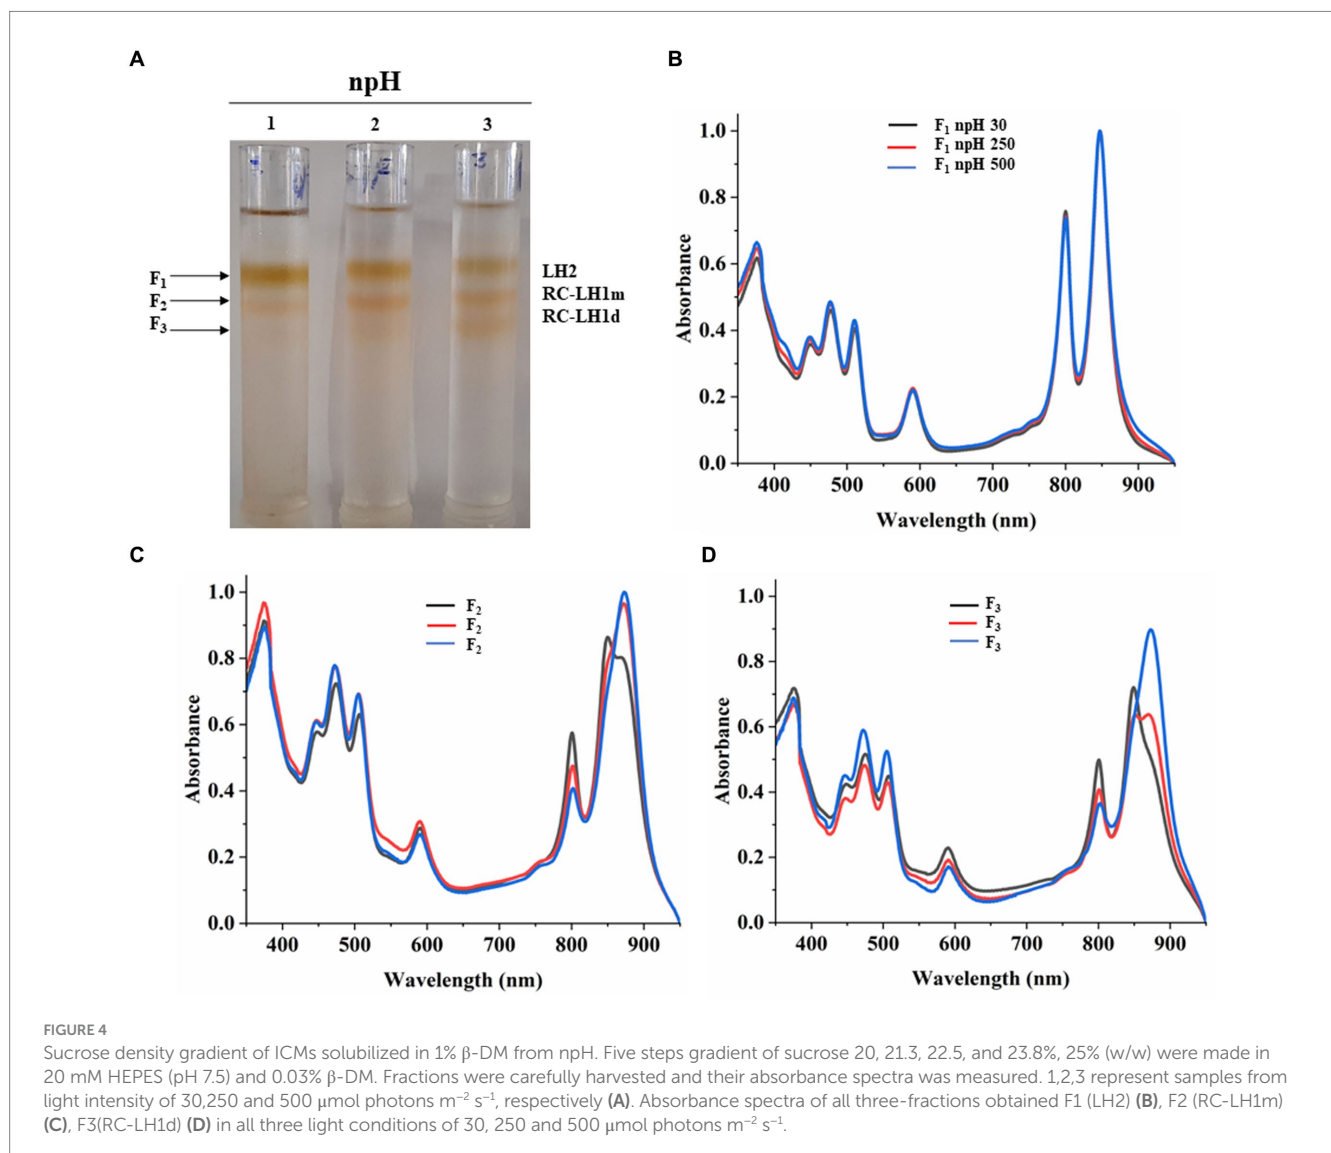 A
npH
1 2 3
F1
F2
F3
LH2
RC-LH1m
RC-LH1d
B
F1 npH 30
F1 npH 250
F1 npH 500
1.0
0.8
0.6
0.4
0.2
0.0
Absorbance
400 500 600 700 800 900
Wavelength (nm)
C
F2
F2
F2
1.0
0.8
0.6
0.4
0.2
0.0
Absorbance
400 500 600 700 800 900
Wavelength (nm)
D
F3
F3
F3
1.0
0.8
0.6
0.4
0.2
0.0
Absorbance
400 500 600 700 800 900
Wavelength (nm)
FIGURE 4
Sucrose density gradient of ICMs solubilized in 1% β-DM from npH. Five steps gradient of sucrose 20, 21.3, 22.5, and 23.8%, 25% (w/w) were made in
20 mM HEPES (pH 7.5) and 0.03% β-DM. Fractions were carefully harvested and their absorbance spectra was measured. 1,2,3 represent samples from
light intensity of 30,250 and 500 μmol photons m⁻² s⁻¹, respectively (A). Absorbance spectra of all three-fractions obtained F1 (LH2) (B), F2 (RC-LH1m)
(C), F3(RC-LH1d) (D) in all three light conditions of 30, 250 and 500 μmol photons m⁻² s⁻¹.